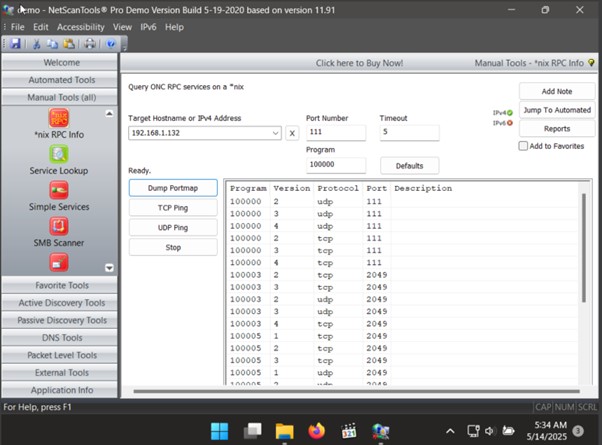 demo - NetScanTools® Pro Demo Version Build 5-19-2020 based on version 11.91
File Edit Accessibility View IPv6 Help
Welcome
Automated Tools
Manual Tools (all)
*nix RPC Info
Service Lookup
Simple Services
SMB Scanner
Favorite Tools
Active Discovery Tools
Passive Discovery Tools
DNS Tools
Packet Level Tools
External Tools
Application Info
Click here to Buy Now!
Manual Tools - *nix RPC Info
Query ONC RPC services on a *nix
Target Hostname or IPv4 Address
192.168.1.132
X
Port Number
111
Timeout
5
Program
100000
Defaults
IPv4
IPv6
Add Note
Jump To Automated
Reports
Add to Favorites
Ready.
Dump Portmap
TCP Ping
UDP Ping
Stop
Program Version Protocol Port Description
100000 2 udp 111
100000 3 udp 111
100000 4 udp 111
100000 2 tcp 111
100000 3 tcp 111
100000 4 tcp 111
100003 2 tcp 2049
100003 3 tcp 2049
100003 2 udp 2049
100003 3 udp 2049
100003 4 tcp 2049
100005 1 tcp 2049
100005 2 tcp 2049
100005 3 tcp 2049
100005 1 udp 2049
100005 2 udp 2049
For Help, press F1
CAP NUM SCRL
321
5:34 AM
5/14/2025
3